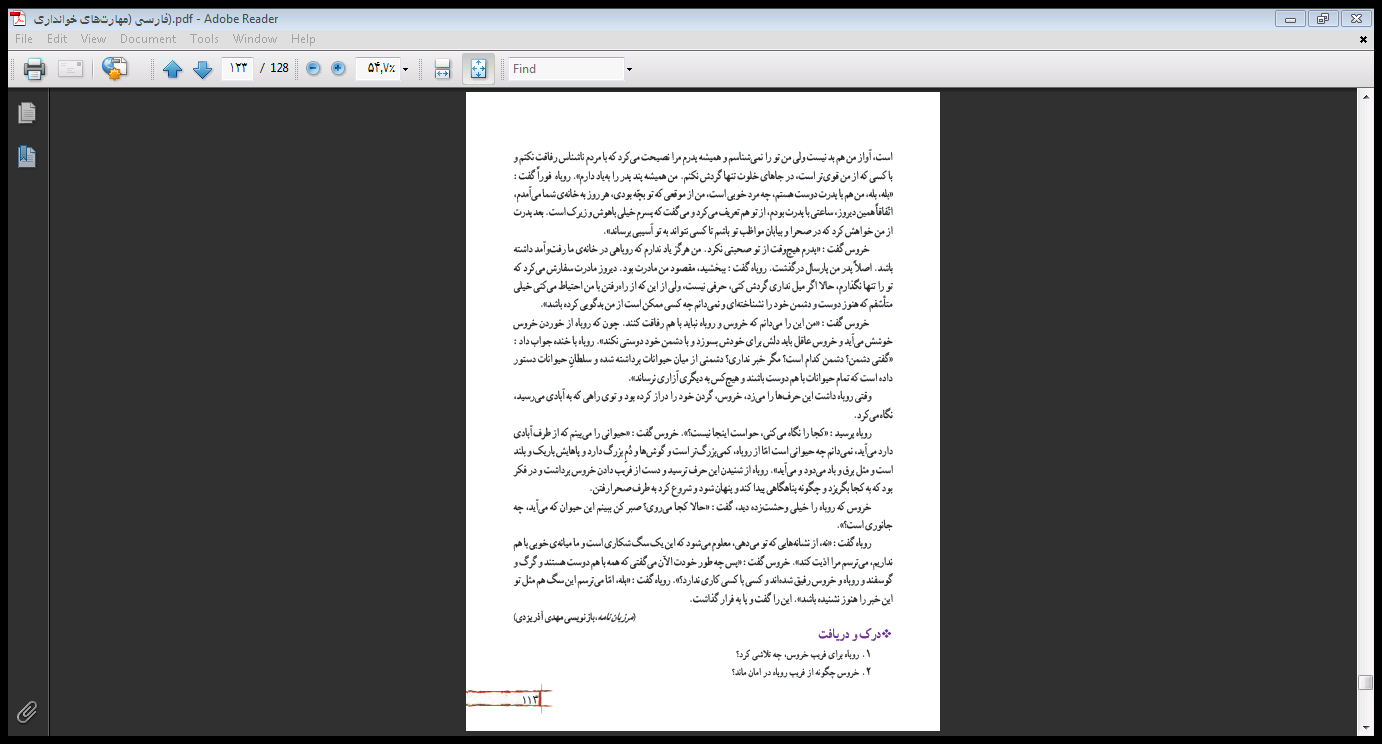 فارسی (مهارت‌های خوانداری).pdf - Adobe Reader
File Edit View Document Tools Window Help
۱۲۳ / 128 ۵۴,۷٪ Find
است، آواز من هم بد نیست ولی من تو را نمی‌شناسم و همیشه پدرم مرا نصیحت می‌کرد که با مردم ناشناس رفاقت نکنم و
با کسی که از من قوی‌تر است، در جاهای خلوت تنها گردش نکنم. من همیشه پند پدر را به‌یاد دارم». روباه فوراً گفت :
«بله، بله، من هم با پدرت دوست هستم، چه مرد خوبی است، من از موقعی که تو بچّه بودی، هر روز به خانه‌ی شما می‌آمدم،
اتّفاقاً همین دیروز، ساعتی با پدرت بودم، از تو هم تعریف می‌کرد و می‌گفت که پسرم خیلی باهوش و زیرک است. بعد پدرت
از من خواهش کرد که در صحرا و بیابان مواظب تو باشم تا کسی نتواند به تو آسیبی برساند».
خروس گفت : «پدرم هیچ‌وقت از تو صحبتی نکرد. من هرگز یاد ندارم که روباهی در خانه‌ی ما رفت‌وآمد داشته
باشد. اصلاً پدر من پارسال درگذشت. روباه گفت : ببخشید، مقصود من مادرت بود. دیروز مادرت سفارش می‌کرد که
تو را تنها نگذارم، حالا اگر میل نداری گردش کنی، حرفی نیست، ولی از این که از راه‌رفتن با من احتیاط می‌کنی خیلی
متأسّفم که هنوز دوست و دشمن خود را نشناخته‌ای و نمی‌دانم چه کسی ممکن است از من بدگویی کرده باشد».
خروس گفت : «من این را می‌دانم که خروس و روباه نباید با هم رفاقت کنند. چون که روباه از خوردن خروس
خوشش می‌آید و خروس عاقل باید دلش برای خودش بسوزد و با دشمن خود دوستی نکند». روباه با خنده جواب داد :
«گفتی دشمن؟ دشمن کدام است؟ مگر خبر نداری؟ دشمنی از میان حیوانات برداشته شده و سلطانِ حیوانات دستور
داده است که تمام حیوانات با هم دوست باشند و هیچ‌کس به دیگری آزاری نرساند».
وقتی روباه داشت این حرف‌ها را می‌زد، خروس، گردن خود را دراز کرده بود و توی راهی که به آبادی می‌رسید،
نگاه می‌کرد.
روباه پرسید : «کجا را نگاه می‌کنی، حواست اینجا نیست؟». خروس گفت : «حیوانی را می‌بینم که از طرف آبادی
دارد می‌آید، نمی‌دانم چه حیوانی است امّا از روباه، کمی‌بزرگ‌تر است و گوش‌ها و دُمِ بزرگ دارد و پاهایش باریک و بلند
است و مثل برق و باد می‌دود و می‌آید». روباه از شنیدن این حرف ترسید و دست از فریب دادن خروس برداشت و در فکر
بود که به کجا بگریزد و چگونه پناهگاهی پیدا کند و پنهان شود و شروع کرد به طرف صحرا رفتن.
خروس که روباه را خیلی وحشت‌زده دید، گفت : «حالا کجا می‌روی؟ صبر کن ببینم این حیوان که می‌آید، چه
جانوری است؟».
روباه گفت : «نه، از نشانه‌هایی که تو می‌دهی، معلوم می‌شود که این یک سگ شکاری است و ما میانه‌ی خوبی با هم
نداریم، می‌ترسم مرا اذیت کند». خروس گفت : «پس چه طور خودت الآن می‌گفتی که همه با هم دوست هستند و گرگ و
گوسفند و روباه و خروس رفیق شده‌اند و کسی با کسی کاری ندارد؟». روباه گفت : «بله، امّا می‌ترسم این سگ هم مثل تو
این خبر را هنوز نشنیده باشد». این را گفت و پا به فرار گذاشت.
(مرزبان نامه، بازنویسی مهدی آذریزدی)
❖درک و دریافت
۱. روباه برای فریب خروس، چه تلاشی کرد؟
۲. خروس چگونه از فریب روباه در امان ماند؟
۱۱۳